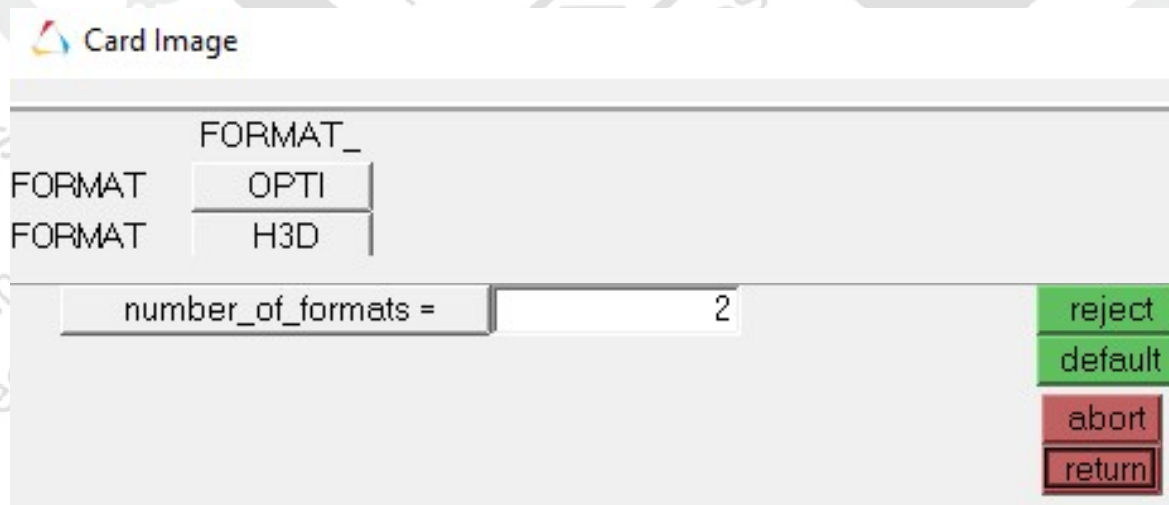 Card Image
FORMAT_
FORMAT OPTI
FORMAT H3D
number_of_formats = 2
reject
default
abort
return